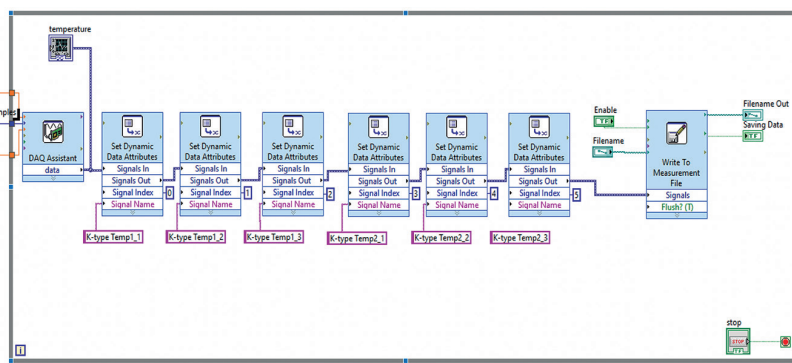 temperature
mples
DAQ Assistant
data
Set Dynamic
Data Attributes
Signals In
Signals Out
Signal Index
Signal Name
0
K-type Temp1_1
Set Dynamic
Data Attributes
Signals In
Signals Out
Signal Index
Signal Name
1
K-type Temp1_2
Set Dynamic
Data Attributes
Signals In
Signals Out
Signal Index
Signal Name
2
K-type Temp1_3
Set Dynamic
Data Attributes
Signals In
Signals Out
Signal Index
Signal Name
3
K-type Temp2_1
Set Dynamic
Data Attributes
Signals In
Signals Out
Signal Index
Signal Name
4
K-type Temp2_2
Set Dynamic
Data Attributes
Signals In
Signals Out
Signal Index
Signal Name
5
K-type Temp2_3
Enable
TF
Filename
Write To
Measurement
File
Signals
Flush? (T)
Filename Out
Saving Data
TF
stop
STOP
TF
i